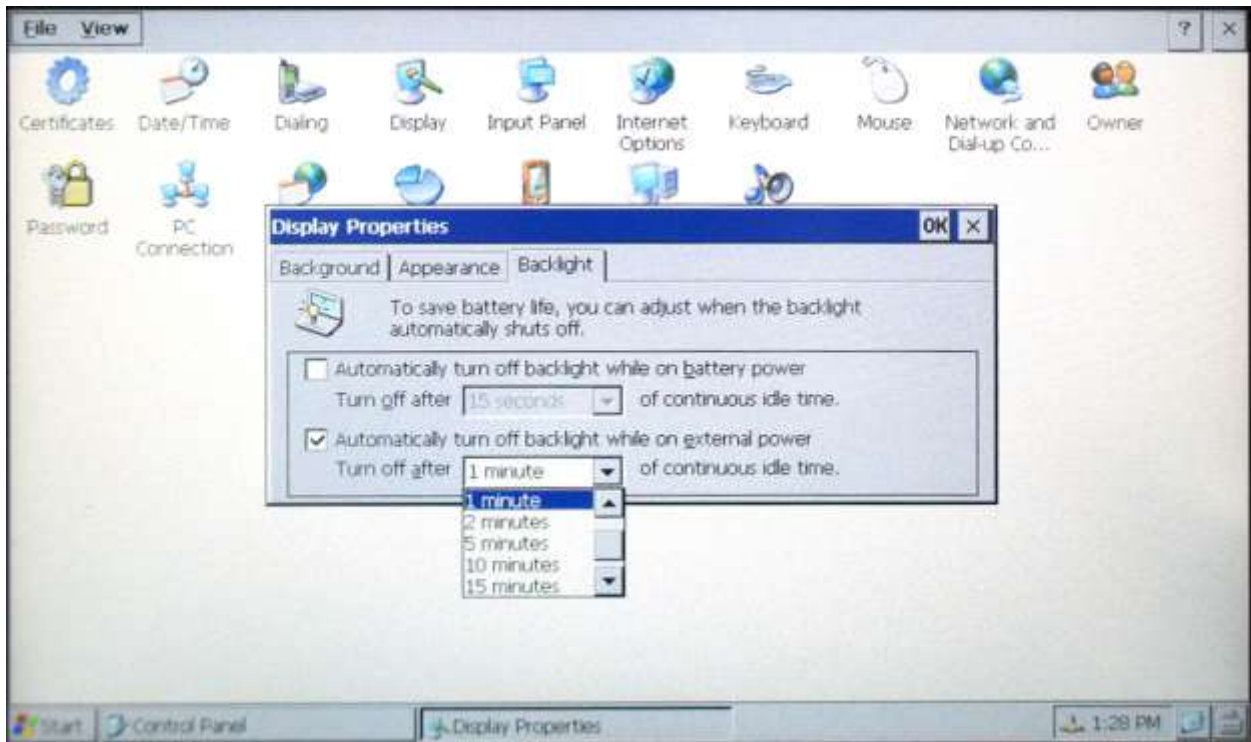 File View ? ×
Certificates Date/Time Dialing Display Input Panel Internet Options Keyboard Mouse Network and Dial-up Co... Owner
Password PC Connection
Display Properties OK ×
Background Appearance Backlight
To save battery life, you can adjust when the backlight
automatically shuts off.
Automatically turn off backlight while on battery power
Turn off after 15 seconds of continuous idle time.
Automatically turn off backlight while on external power
Turn off after 1 minute of continuous idle time.
1 minute
2 minutes
5 minutes
10 minutes
15 minutes
Start Control Panel Display Properties 1:28 PM